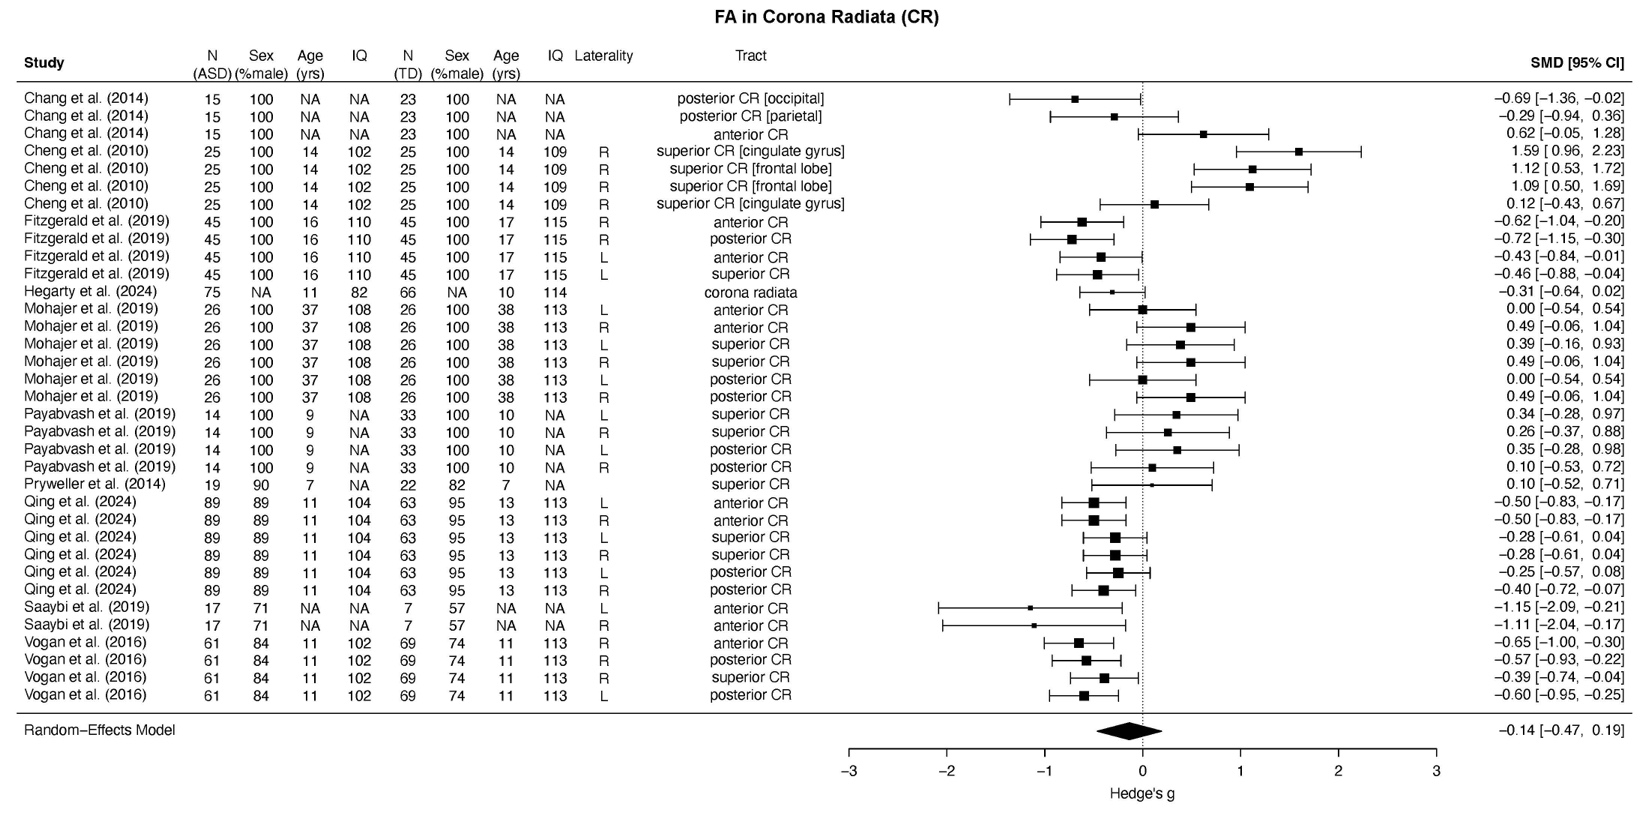 FA in Corona Radiata (CR)
Study N (ASD) Sex (%male) Age (yrs) IQ N (TD) Sex (%male) Age (yrs) IQ Laterality Tract SMD [95% CI]
Chang et al. (2014) 15 100 NA NA 23 100 NA NA posterior CR [occipital] −0.69 [−1.36, −0.02]
Chang et al. (2014) 15 100 NA NA 23 100 NA NA posterior CR [parietal] −0.29 [−0.94, 0.36]
Chang et al. (2014) 15 100 NA NA 23 100 NA NA anterior CR 0.62 [−0.05, 1.28]
Cheng et al. (2010) 25 100 14 102 25 100 14 109 R superior CR [cingulate gyrus] 1.59 [ 0.96, 2.23]
Cheng et al. (2010) 25 100 14 102 25 100 14 109 R superior CR [frontal lobe] 1.12 [ 0.53, 1.72]
Cheng et al. (2010) 25 100 14 102 25 100 14 109 R superior CR [frontal lobe] 1.09 [ 0.50, 1.69]
Cheng et al. (2010) 25 100 14 102 25 100 14 109 R superior CR [cingulate gyrus] 0.12 [−0.43, 0.67]
Fitzgerald et al. (2019) 45 100 16 110 45 100 17 115 R anterior CR −0.62 [−1.04, −0.20]
Fitzgerald et al. (2019) 45 100 16 110 45 100 17 115 R posterior CR −0.72 [−1.15, −0.30]
Fitzgerald et al. (2019) 45 100 16 110 45 100 17 115 L anterior CR −0.43 [−0.84, −0.01]
Fitzgerald et al. (2019) 45 100 16 110 45 100 17 115 L superior CR −0.46 [−0.88, −0.04]
Hegarty et al. (2024) 75 NA 11 82 66 NA 10 114 corona radiata −0.31 [−0.64, 0.02]
Mohajer et al. (2019) 26 100 37 108 26 100 38 113 L anterior CR 0.00 [−0.54, 0.54]
Mohajer et al. (2019) 26 100 37 108 26 100 38 113 R anterior CR 0.49 [−0.06, 1.04]
Mohajer et al. (2019) 26 100 37 108 26 100 38 113 L superior CR 0.39 [−0.16, 0.93]
Mohajer et al. (2019) 26 100 37 108 26 100 38 113 R superior CR 0.49 [−0.06, 1.04]
Mohajer et al. (2019) 26 100 37 108 26 100 38 113 L posterior CR 0.00 [−0.54, 0.54]
Mohajer et al. (2019) 26 100 37 108 26 100 38 113 R posterior CR 0.49 [−0.06, 1.04]
Payabvash et al. (2019) 14 100 9 NA 33 100 10 NA L superior CR 0.34 [−0.28, 0.97]
Payabvash et al. (2019) 14 100 9 NA 33 100 10 NA R superior CR 0.26 [−0.37, 0.88]
Payabvash et al. (2019) 14 100 9 NA 33 100 10 NA L posterior CR 0.35 [−0.28, 0.98]
Payabvash et al. (2019) 14 100 9 NA 33 100 10 NA R posterior CR 0.10 [−0.53, 0.72]
Pryweller et al. (2014) 19 90 7 NA 22 82 7 NA superior CR 0.10 [−0.52, 0.71]
Qing et al. (2024) 89 89 11 104 63 95 13 113 L anterior CR −0.50 [−0.83, −0.17]
Qing et al. (2024) 89 89 11 104 63 95 13 113 R anterior CR −0.50 [−0.83, −0.17]
Qing et al. (2024) 89 89 11 104 63 95 13 113 L superior CR −0.28 [−0.61, 0.04]
Qing et al. (2024) 89 89 11 104 63 95 13 113 R superior CR −0.28 [−0.61, 0.04]
Qing et al. (2024) 89 89 11 104 63 95 13 113 L posterior CR −0.25 [−0.57, 0.08]
Qing et al. (2024) 89 89 11 104 63 95 13 113 R posterior CR −0.40 [−0.72, −0.07]
Saaybi et al. (2019) 17 71 NA NA 7 57 NA NA L anterior CR −1.15 [−2.09, −0.21]
Saaybi et al. (2019) 17 71 NA NA 7 57 NA NA R anterior CR −1.11 [−2.04, −0.17]
Vogan et al. (2016) 61 84 11 102 69 74 11 113 R anterior CR −0.65 [−1.00, −0.30]
Vogan et al. (2016) 61 84 11 102 69 74 11 113 R posterior CR −0.57 [−0.93, −0.22]
Vogan et al. (2016) 61 84 11 102 69 74 11 113 R superior CR −0.39 [−0.74, −0.04]
Vogan et al. (2016) 61 84 11 102 69 74 11 113 L posterior CR −0.60 [−0.95, −0.25]
Random−Effects Model −0.14 [−0.47, 0.19]
−3 −2 −1 0 1 2 3
Hedge's g